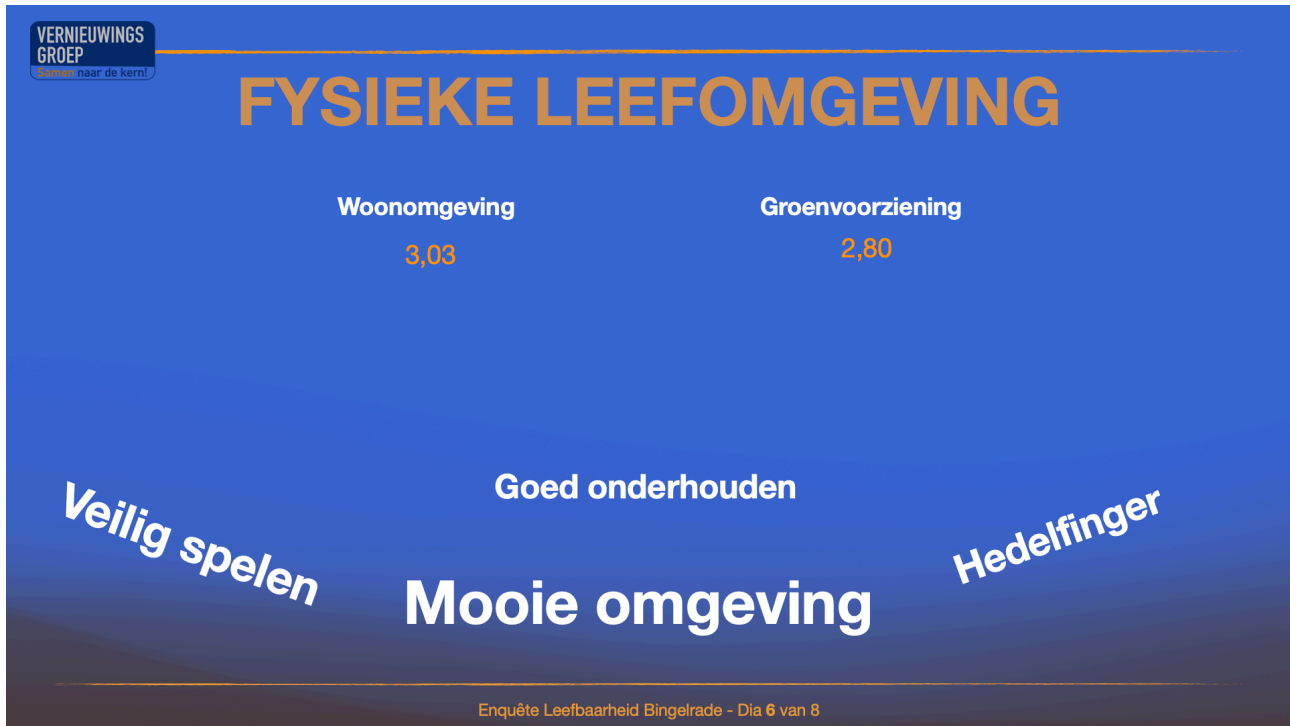 VERNIEUWINGS
GROEP
Samen naar de kern!
FYSIEKE LEEFOMGEVING
Woonomgeving
3,03
Groenvoorziening
2,80
Goed onderhouden
Veilig spelen
Hedelfinger
Mooie omgeving
Enquête Leefbaarheid Bingelrade - Dia 6 van 8